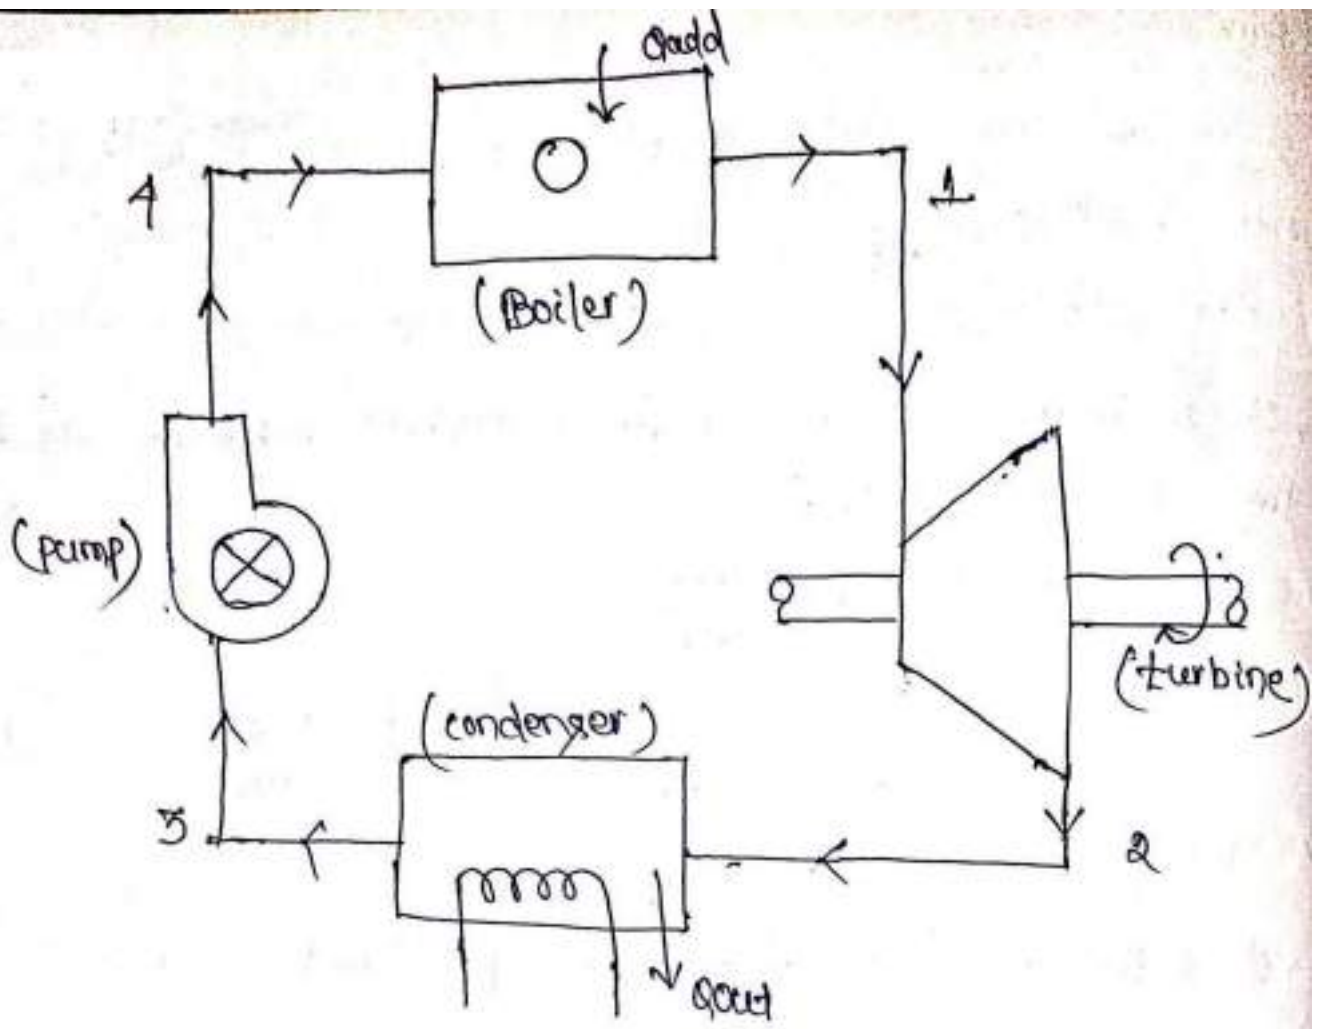 Qadd
4
1
(Boiler)
(pump)
(turbine)
(condenser)
3
2
Qout